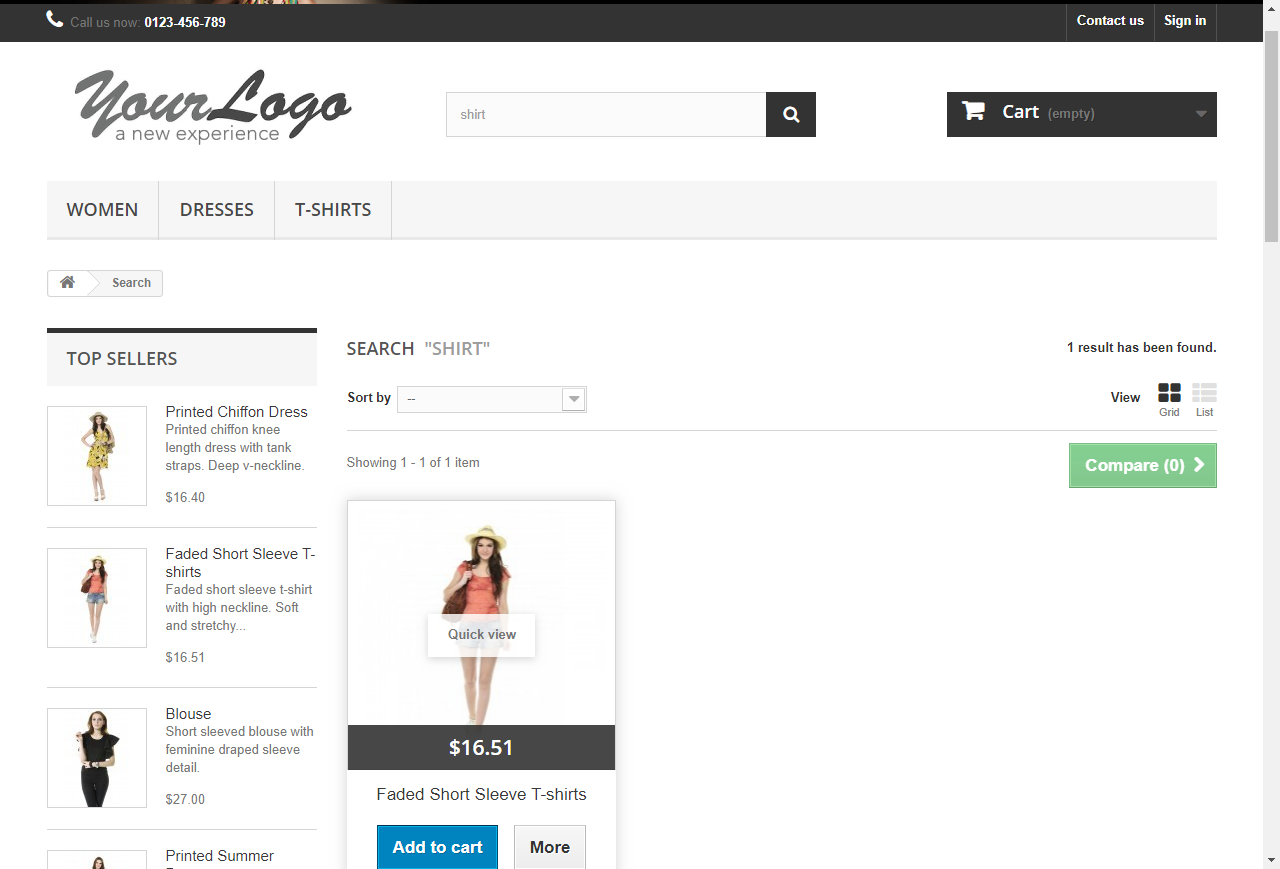 Call us now: 0123-456-789
Contact us
Sign in
Your Logo
a new experience
shirt
Cart (empty)
WOMEN
DRESSES
T-SHIRTS
Search
TOP SELLERS
Printed Chiffon Dress
Printed chiffon knee
length dress with tank
straps. Deep v-neckline.
$16.40
Faded Short Sleeve T-
shirts
Faded short sleeve t-shirt
with high neckline. Soft
and stretchy...
$16.51
Blouse
Short sleeved blouse with
feminine draped sleeve
detail.
$27.00
Printed Summer
SEARCH "SHIRT"
1 result has been found.
Sort by --
View
Grid
List
Showing 1 - 1 of 1 item
Compare (0)
Quick view
$16.51
Faded Short Sleeve T-shirts
Add to cart
More